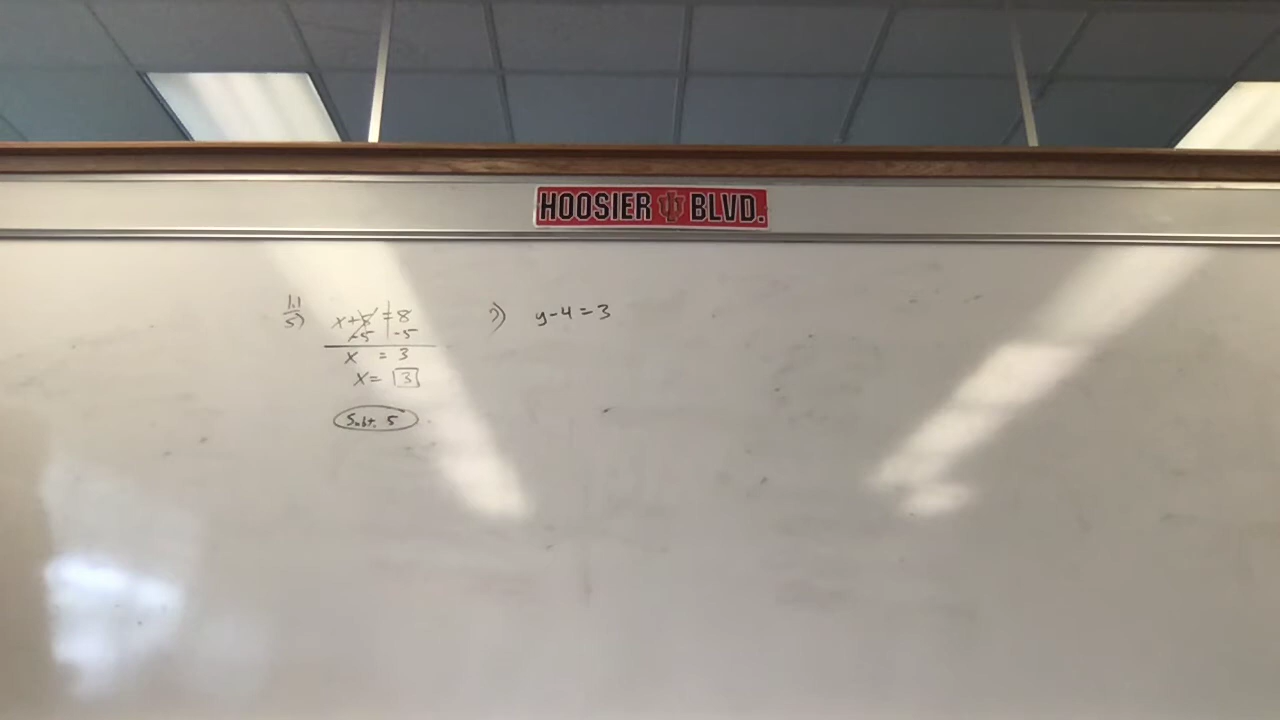 HOOSIER BLVD.
1.1
5) x+5 = 8
-5 -5
x = 3
x = 3
Subt. 5
7) y-4=3